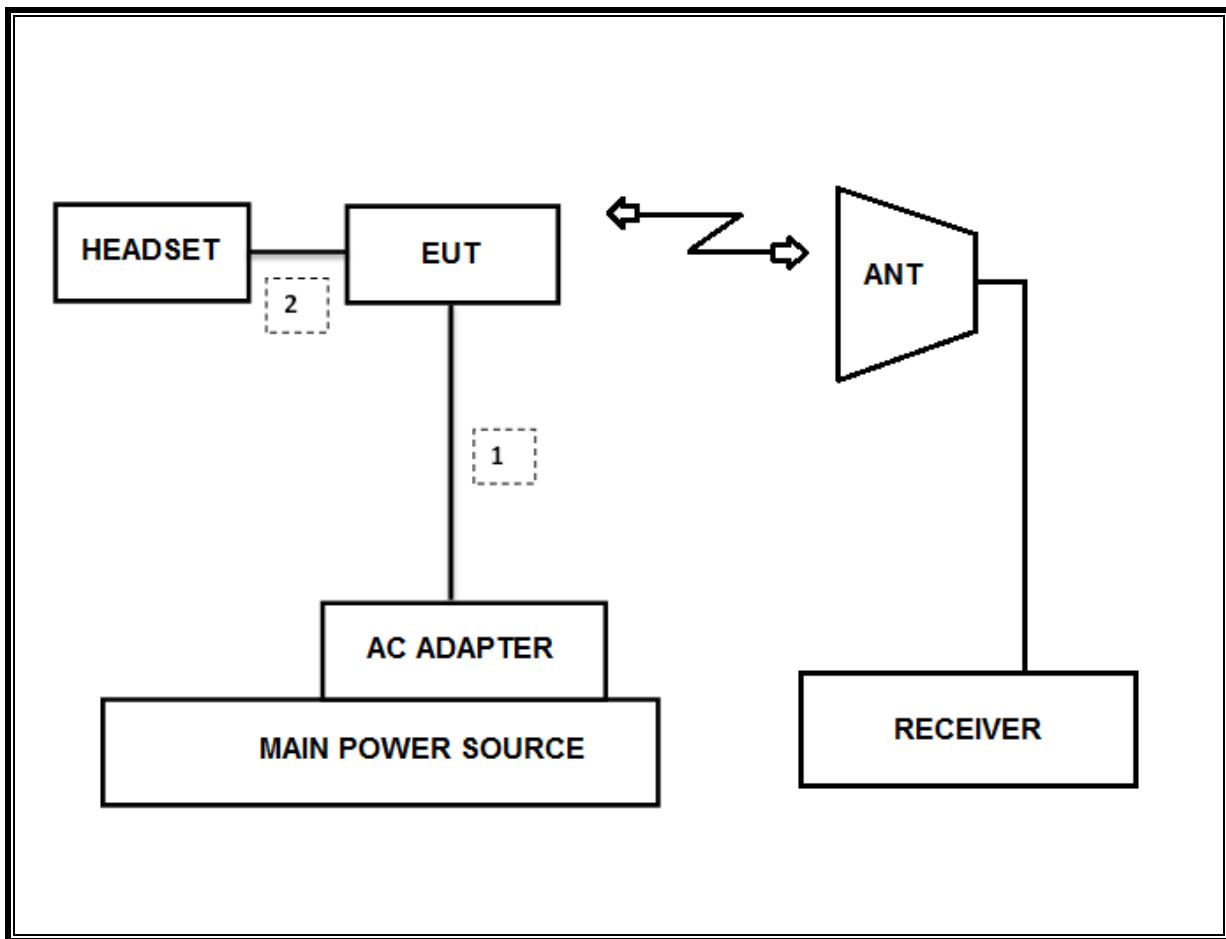 HEADSET
EUT
2
ANT
1
AC ADAPTER
MAIN POWER SOURCE
RECEIVER